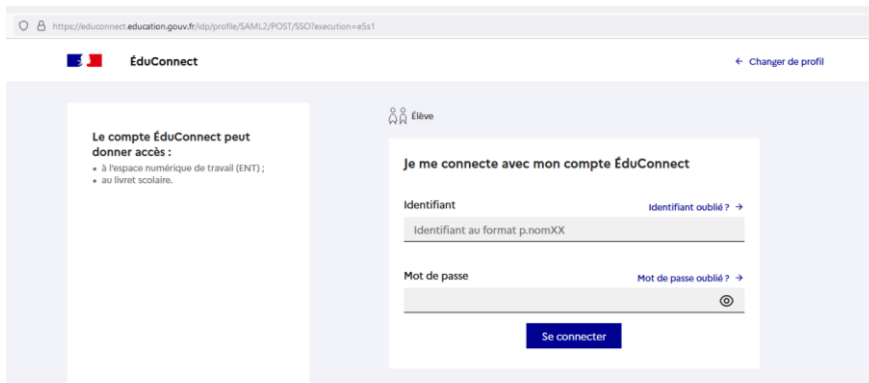 https://educonnect.education.gouv.fr/idp/profile/SAML2/POST/SSO?execution=e5s1
ÉduConnect
← Changer de profil
Élève
Le compte ÉduConnect peut
donner accès :
• à l'espace numérique de travail (ENT) ;
• au livret scolaire.
Je me connecte avec mon compte ÉduConnect
Identifiant
Identifiant oublié ? →
Identifiant au format p.nomXX
Mot de passe
Mot de passe oublié ? →
Se connecter